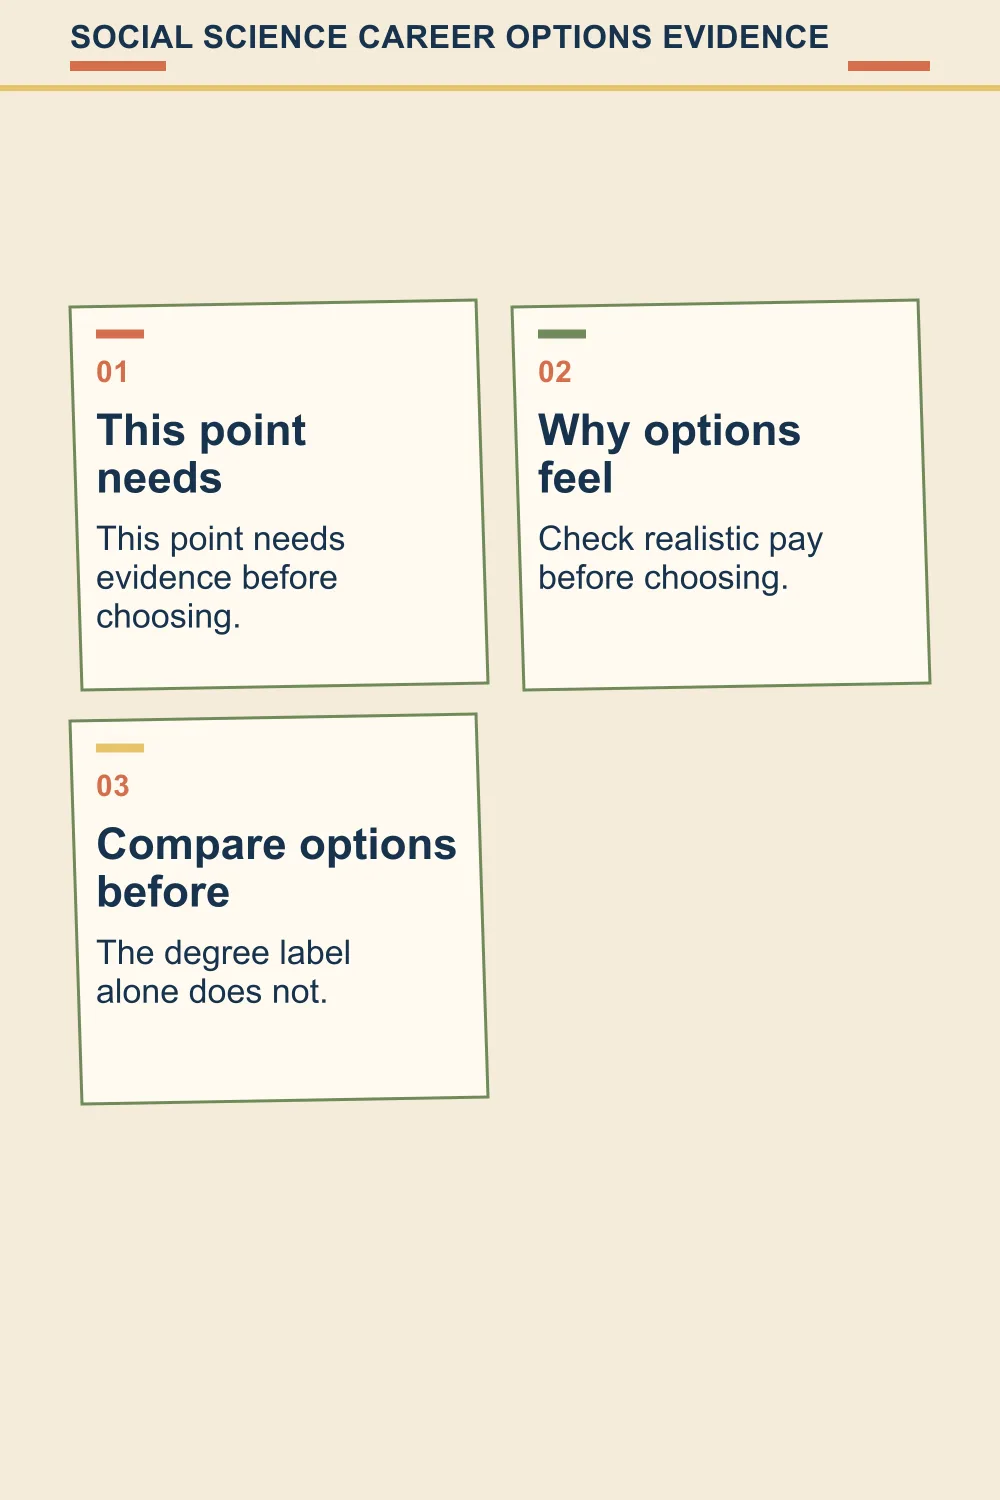 SOCIAL SCIENCE CAREER OPTIONS EVIDENCE
01
This point
needs
This point needs
evidence before
choosing.
02
Why options
feel
Check realistic pay
before choosing.
03
Compare options
before
The degree label
alone does not.